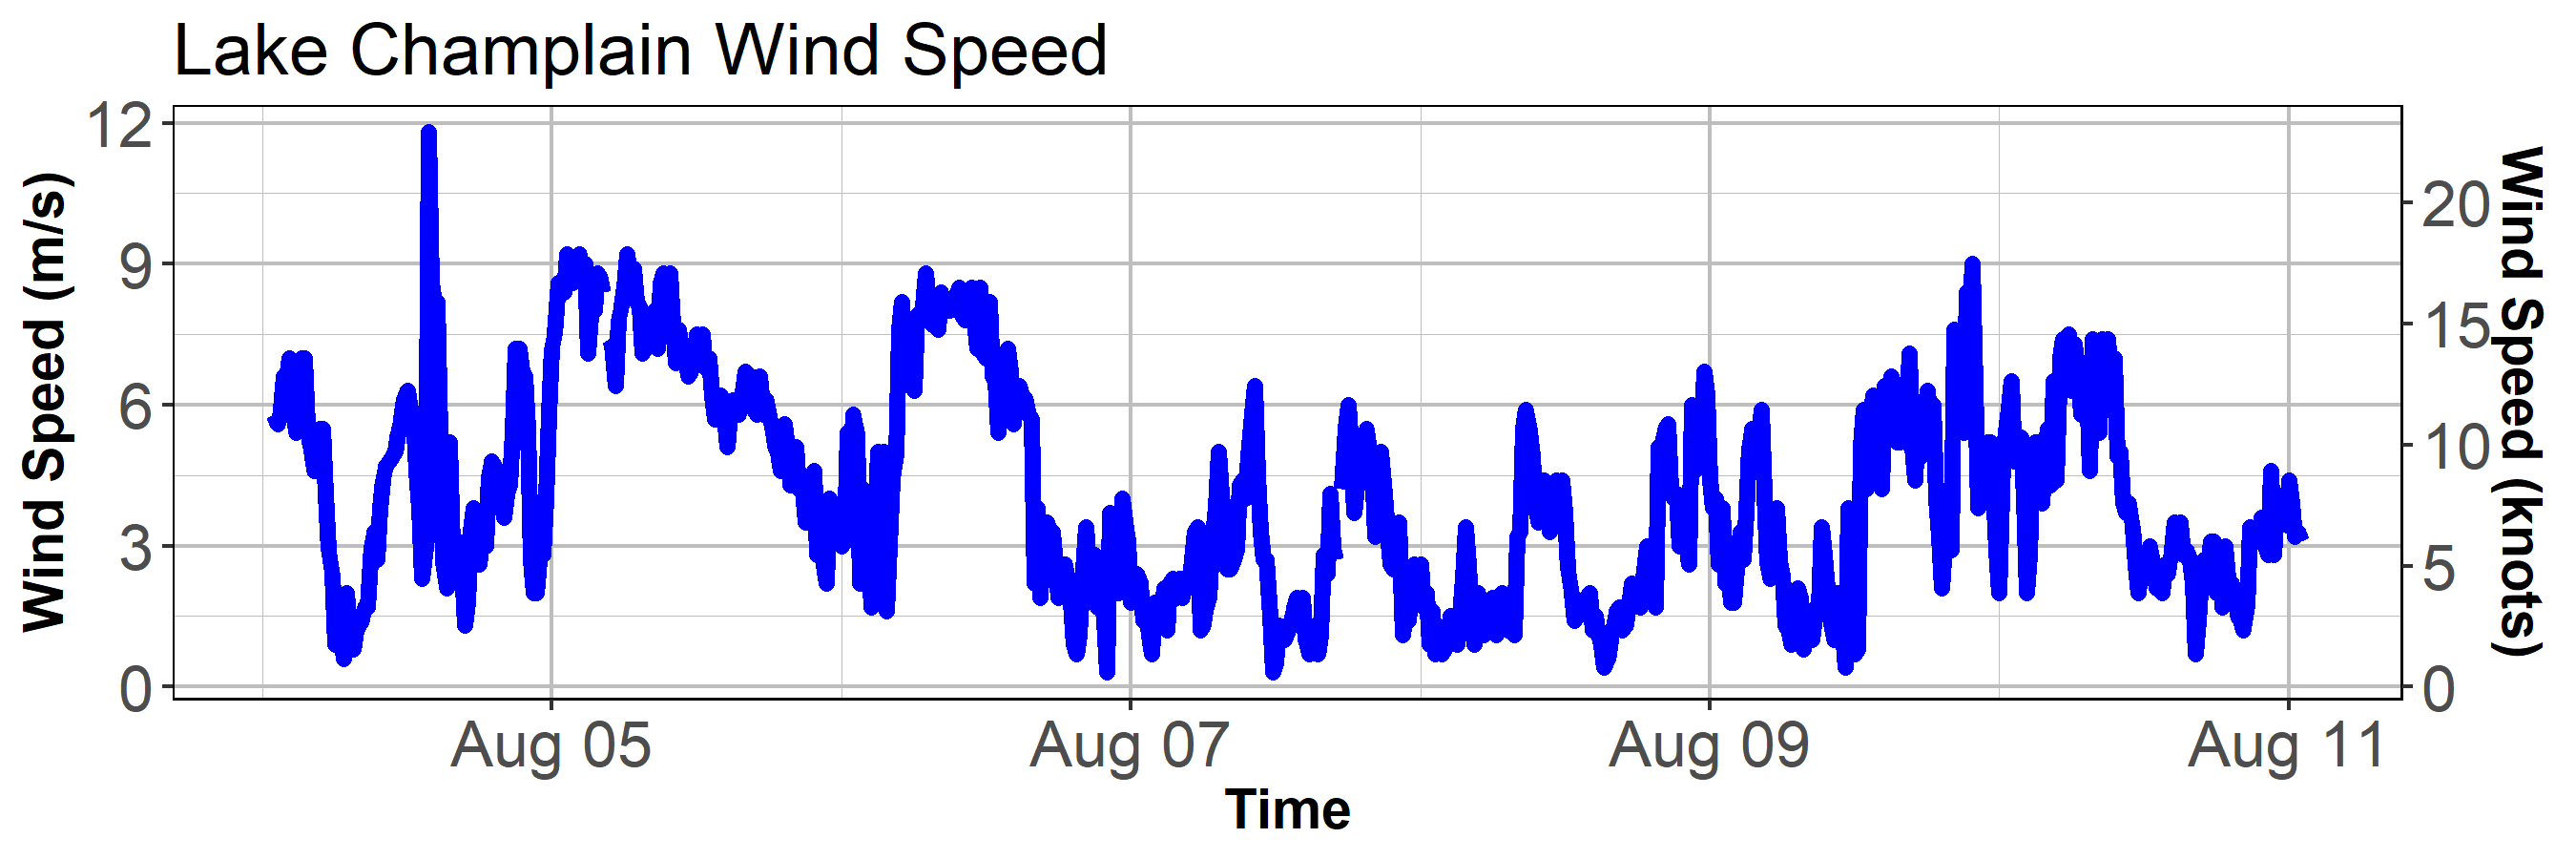 Lake Champlain Wind Speed
Wind Speed (m/s)
12
9
6
3
0
20
15
10
5
0
Wind Speed (knots)
Aug 05 Aug 07 Aug 09 Aug 11
Time